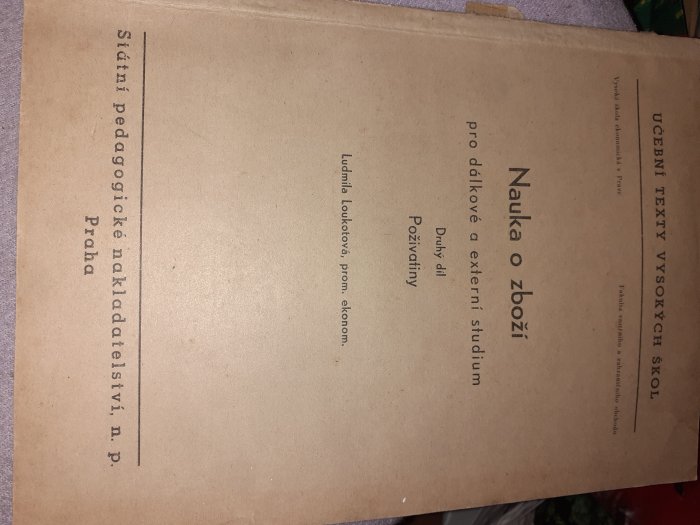 UČEBNÍ TEXTY VYSOKÝCH ŠKOL
Vysoká škola ekonomická v Praze
Fakulta vnitřního a zahraničního obchodu
Nauka o zboží
pro dálkové a externí studium
Druhý díl
Poživatiny
Ludmila Loukotová, prom. ekonom.
Státní pedagogické nakladatelství, n. p.
Praha